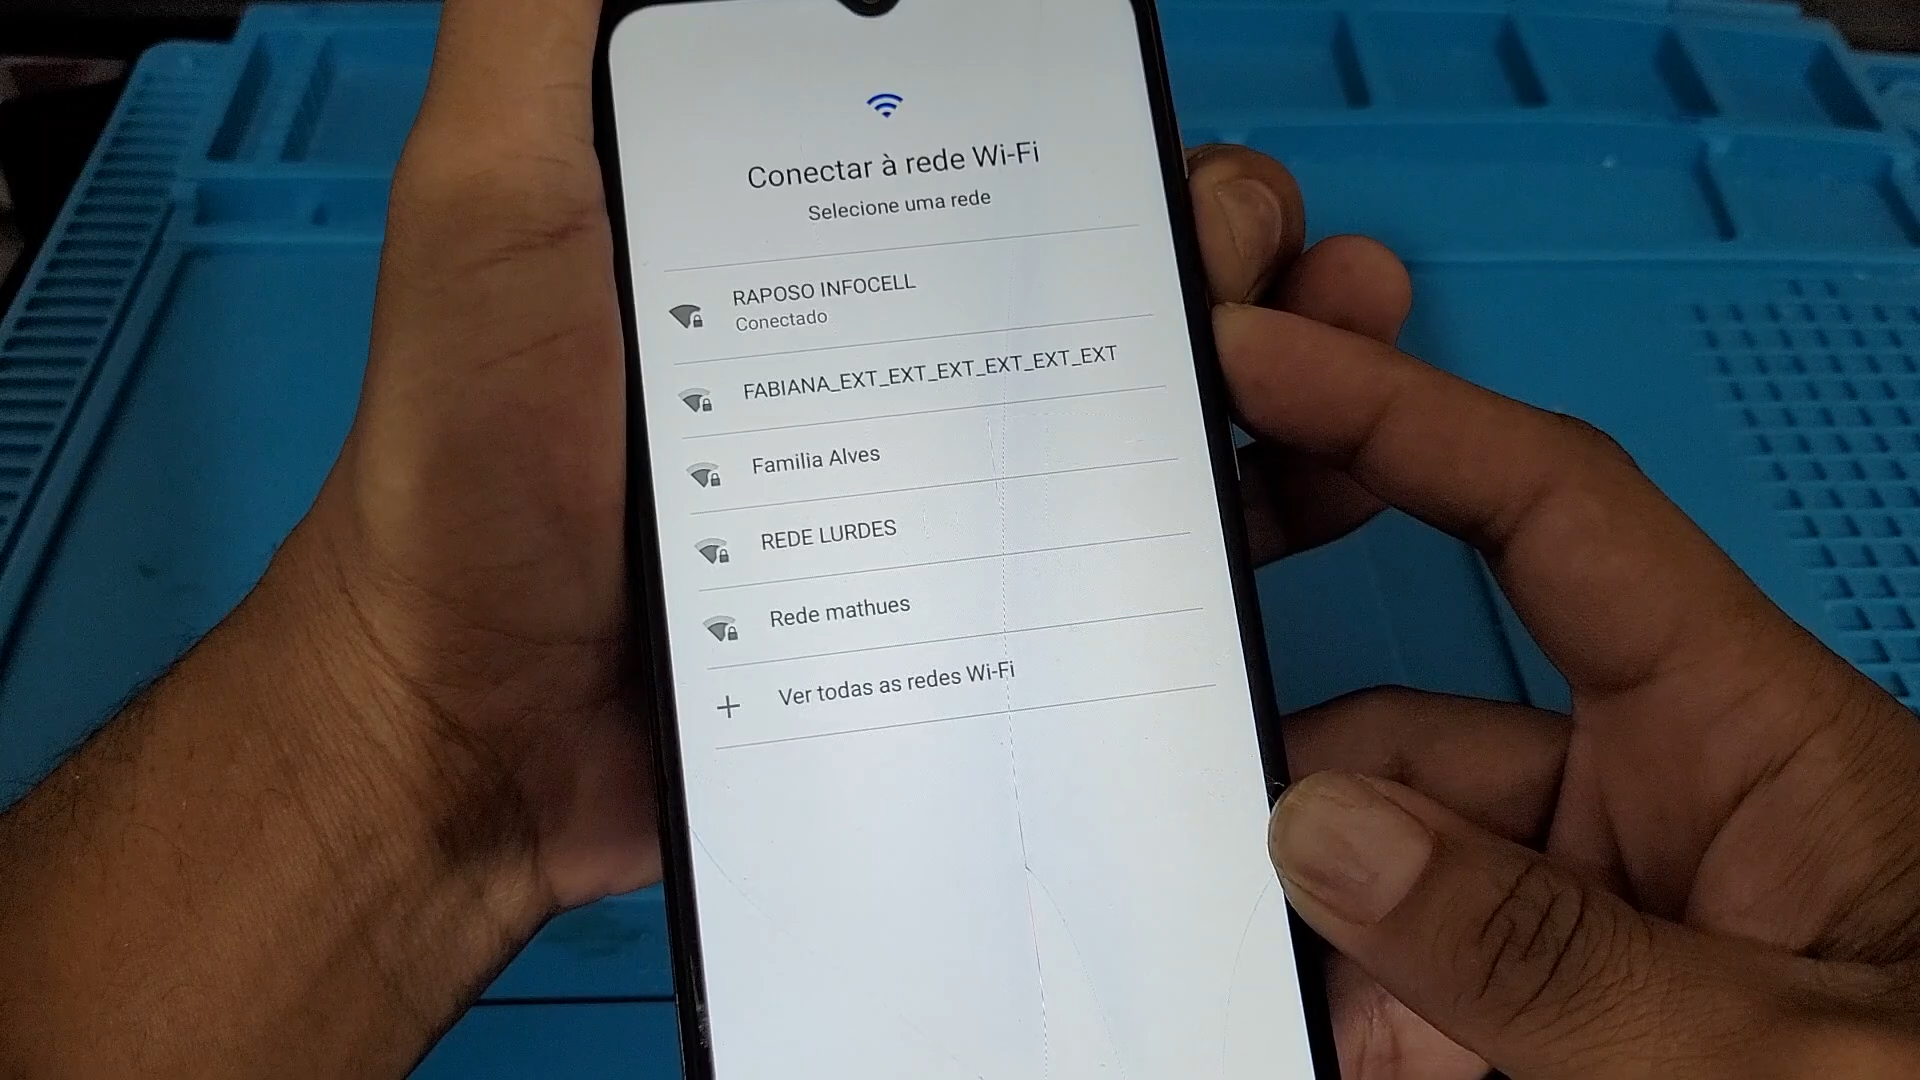 Conectar à rede Wi-Fi
Selecione uma rede
RAPOSO INFOCELL
Conectado
FABIANA_EXT_EXT_EXT_EXT_EXT_EXT
Familia Alves
REDE LURDES
Rede mathues
Ver todas as redes Wi-Fi